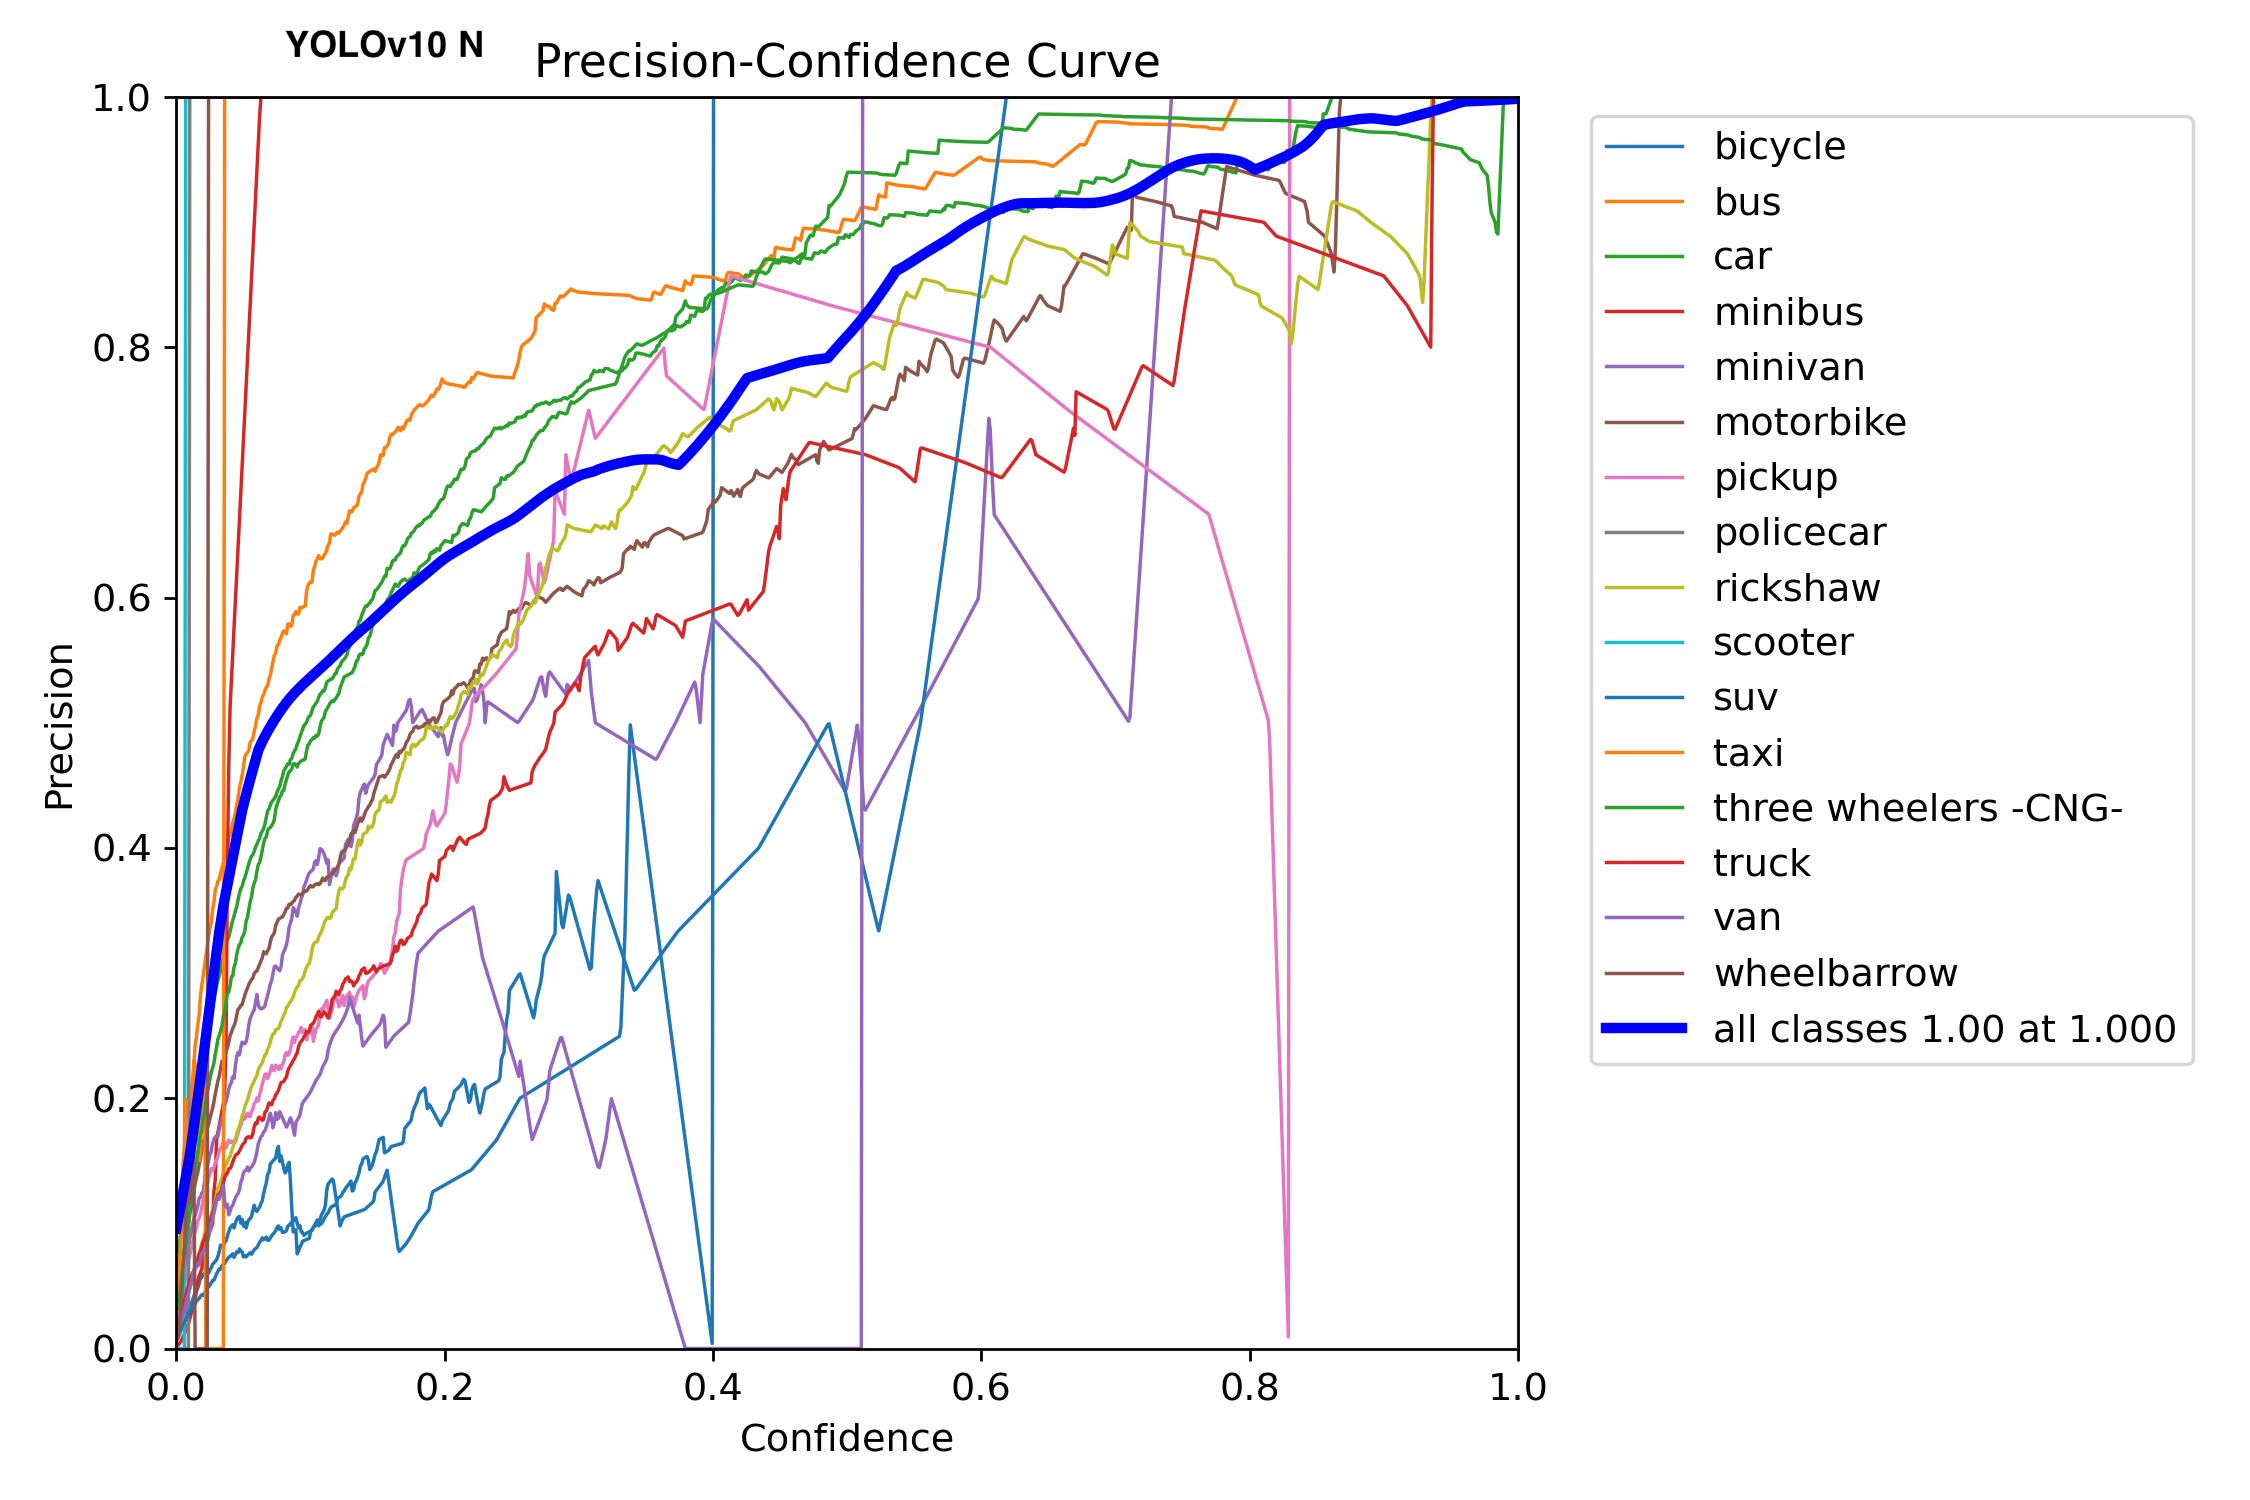 YOLOv10 N
Precision-Confidence Curve
1.0
0.8
0.6
0.4
0.2
0.0
Precision
0.0 0.2 0.4 0.6 0.8 1.0
Confidence
bicycle
bus
car
minibus
minivan
motorbike
pickup
policecar
rickshaw
scooter
suv
taxi
three wheelers -CNG-
truck
van
wheelbarrow
all classes 1.00 at 1.000